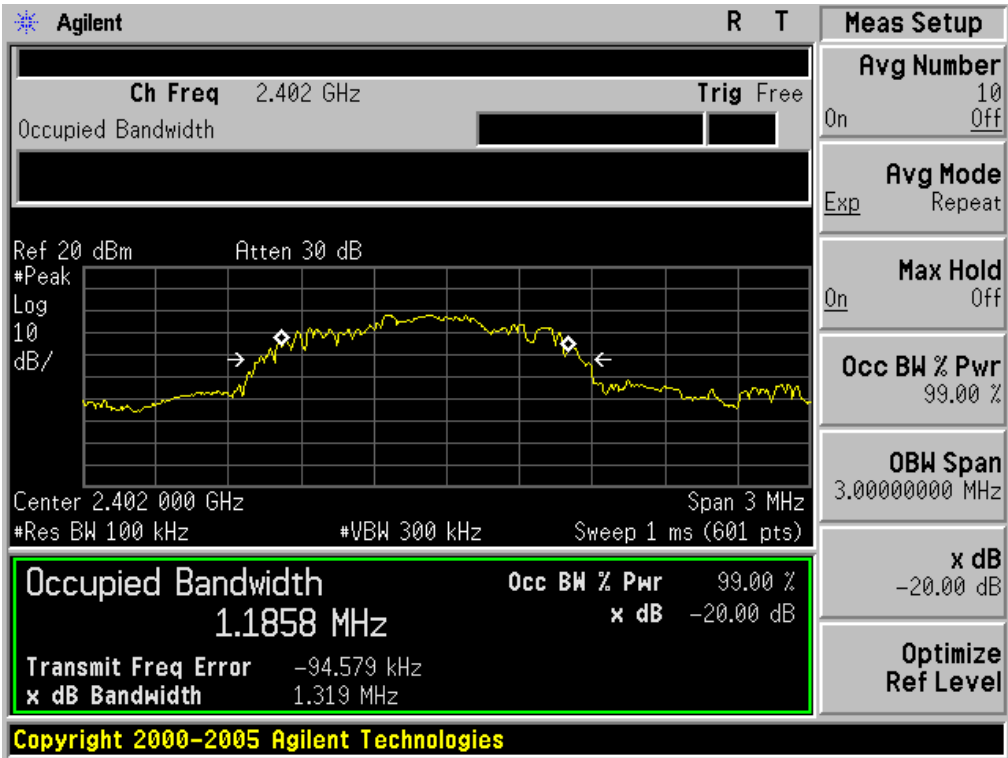 Agilent R T Meas Setup
Ch Freq 2.402 GHz Trig Free
Occupied Bandwidth
Ref 20 dBm Atten 30 dB
#Peak
Log
10
dB/
Center 2.402 000 GHz Span 3 MHz
#Res BW 100 kHz #VBW 300 kHz Sweep 1 ms (601 pts)
Occupied Bandwidth Occ BW % Pwr 99.00 %
1.1858 MHz x dB -20.00 dB
Transmit Freq Error -94.579 kHz
x dB Bandwidth 1.319 MHz
Copyright 2000-2005 Agilent Technologies
Avg Number
10
On Off
Avg Mode
Exp Repeat
Max Hold
On Off
Occ BW % Pwr
99.00 %
OBW Span
3.00000000 MHz
x dB
-20.00 dB
Optimize
Ref Level